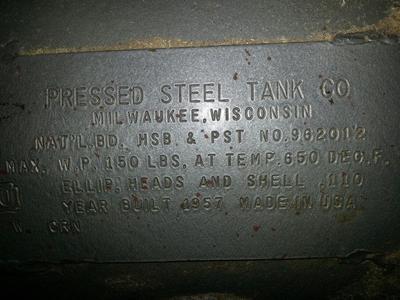 PRESSED STEEL TANK CO
MILWAUKEE, WISCONSIN
NAT'L. BD. HSB & PST NO. 962012
MAX. W.P. 150 LBS. AT TEMP. 650 DEG. F.
ELLIP. HEADS AND SHELL .110
YEAR BUILT 1957 MADE IN USA
W. CRN